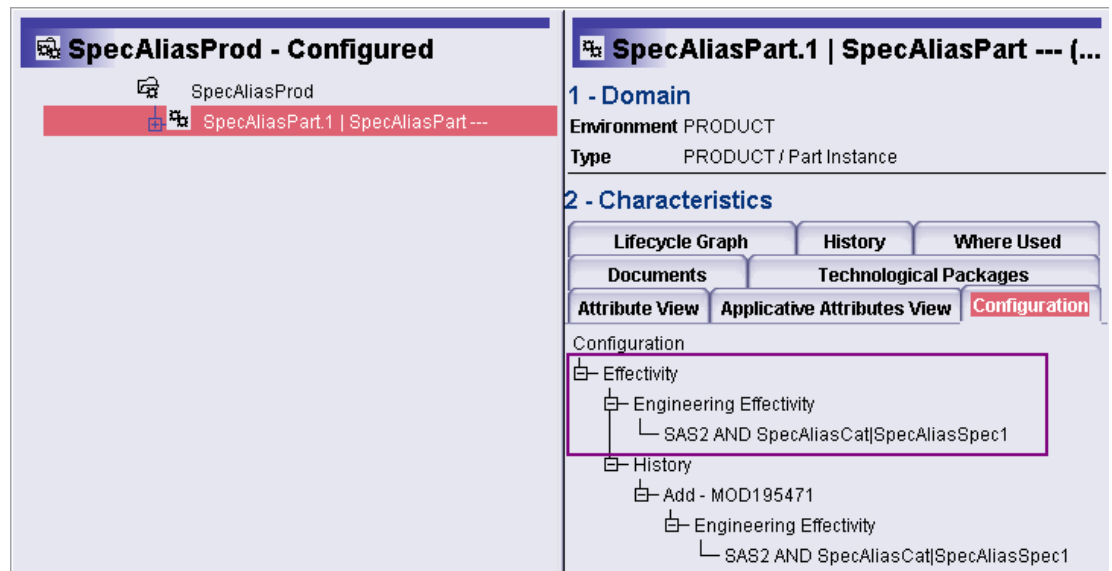 SpecAliasProd - Configured
SpecAliasProd
SpecAliasPart.1 | SpecAliasPart ---
SpecAliasPart.1 | SpecAliasPart --- (...
1 - Domain
Environment PRODUCT
Type PRODUCT / Part Instance
2 - Characteristics
Lifecycle Graph History Where Used
Documents Technological Packages
Attribute View Applicative Attributes View Configuration
Configuration
Effectivity
Engineering Effectivity
SAS2 AND SpecAliasCat|SpecAliasSpec1
History
Add - MOD195471
Engineering Effectivity
SAS2 AND SpecAliasCat|SpecAliasSpec1